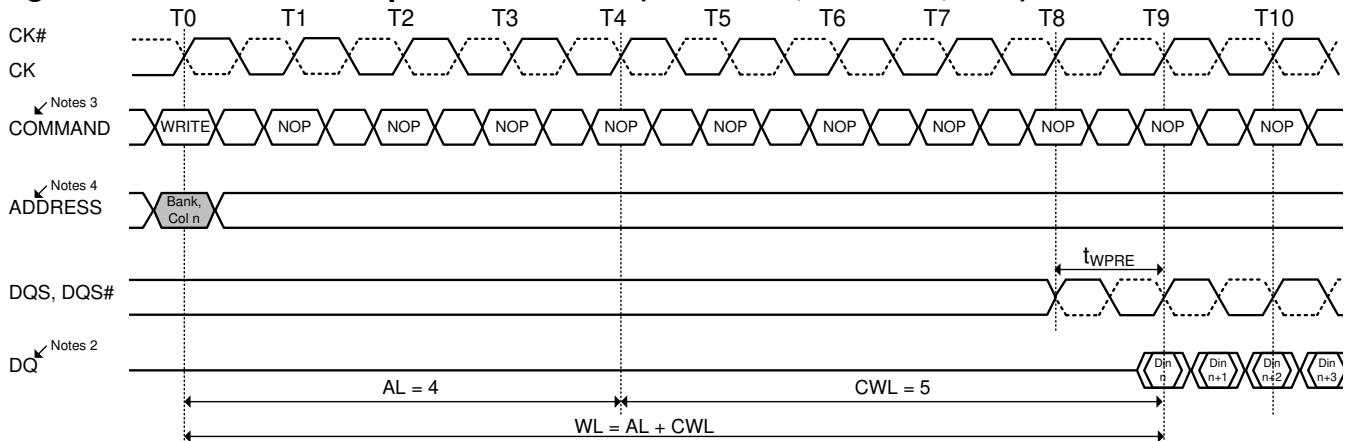 T0 T1 T2 T3 T4 T5 T6 T7 T8 T9 T10
CK#
CK
Notes 3
COMMAND WRITE NOP NOP NOP NOP NOP NOP NOP NOP NOP NOP
Notes 4
ADDRESS
Bank,
Col n
tWPRE
DQS, DQS#
Notes 2
DQ
Din
n
Din
n+1
Din
n+2
Din
n+3
AL = 4 CWL = 5
WL = AL + CWL